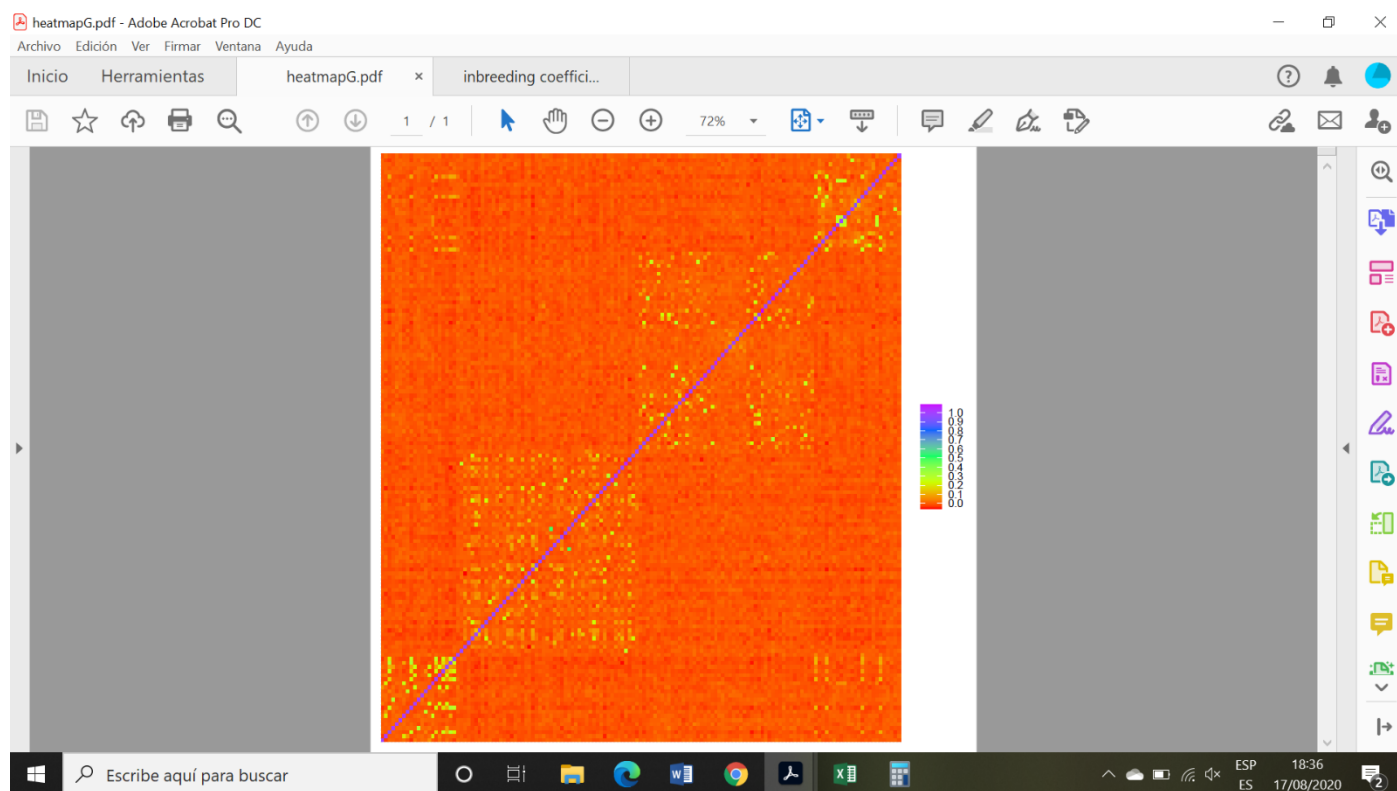 heatmapG.pdf - Adobe Acrobat Pro DC
Archivo Edición Ver Firmar Ventana Ayuda
Inicio Herramientas heatmapG.pdf × inbreeding coeffici...
1 / 1 72%
1.0
0.9
0.8
0.7
0.6
0.5
0.4
0.3
0.2
0.1
0.0
Escribe aquí para buscar
ESP 18:36
ES 17/08/2020 2